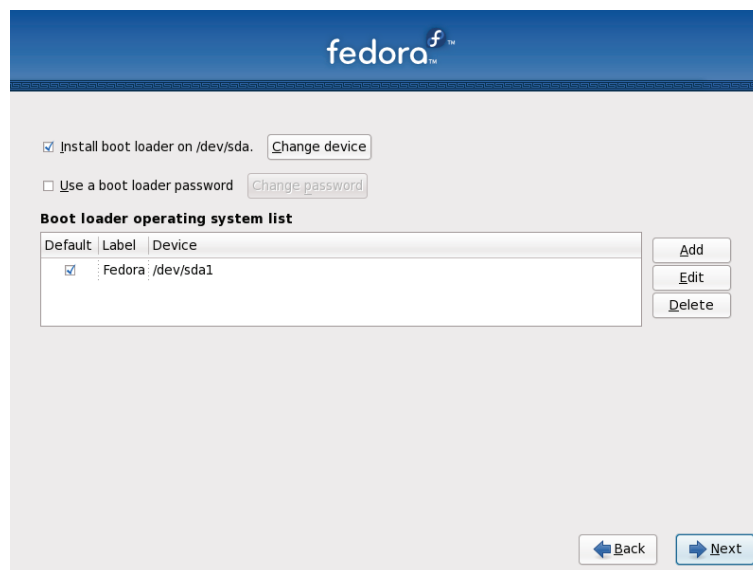 fedora
Install boot loader on /dev/sda. Change device
Use a boot loader password Change password
Boot loader operating system list
Default Label Device
Fedora /dev/sda1
Add
Edit
Delete
Back Next